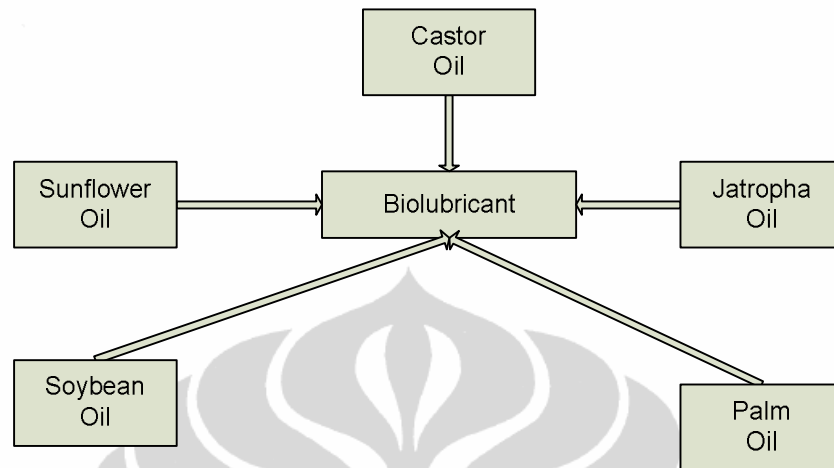 Castor
Oil
Sunflower
Oil
Biolubricant
Jatropha
Oil
Soybean
Oil
Palm
Oil